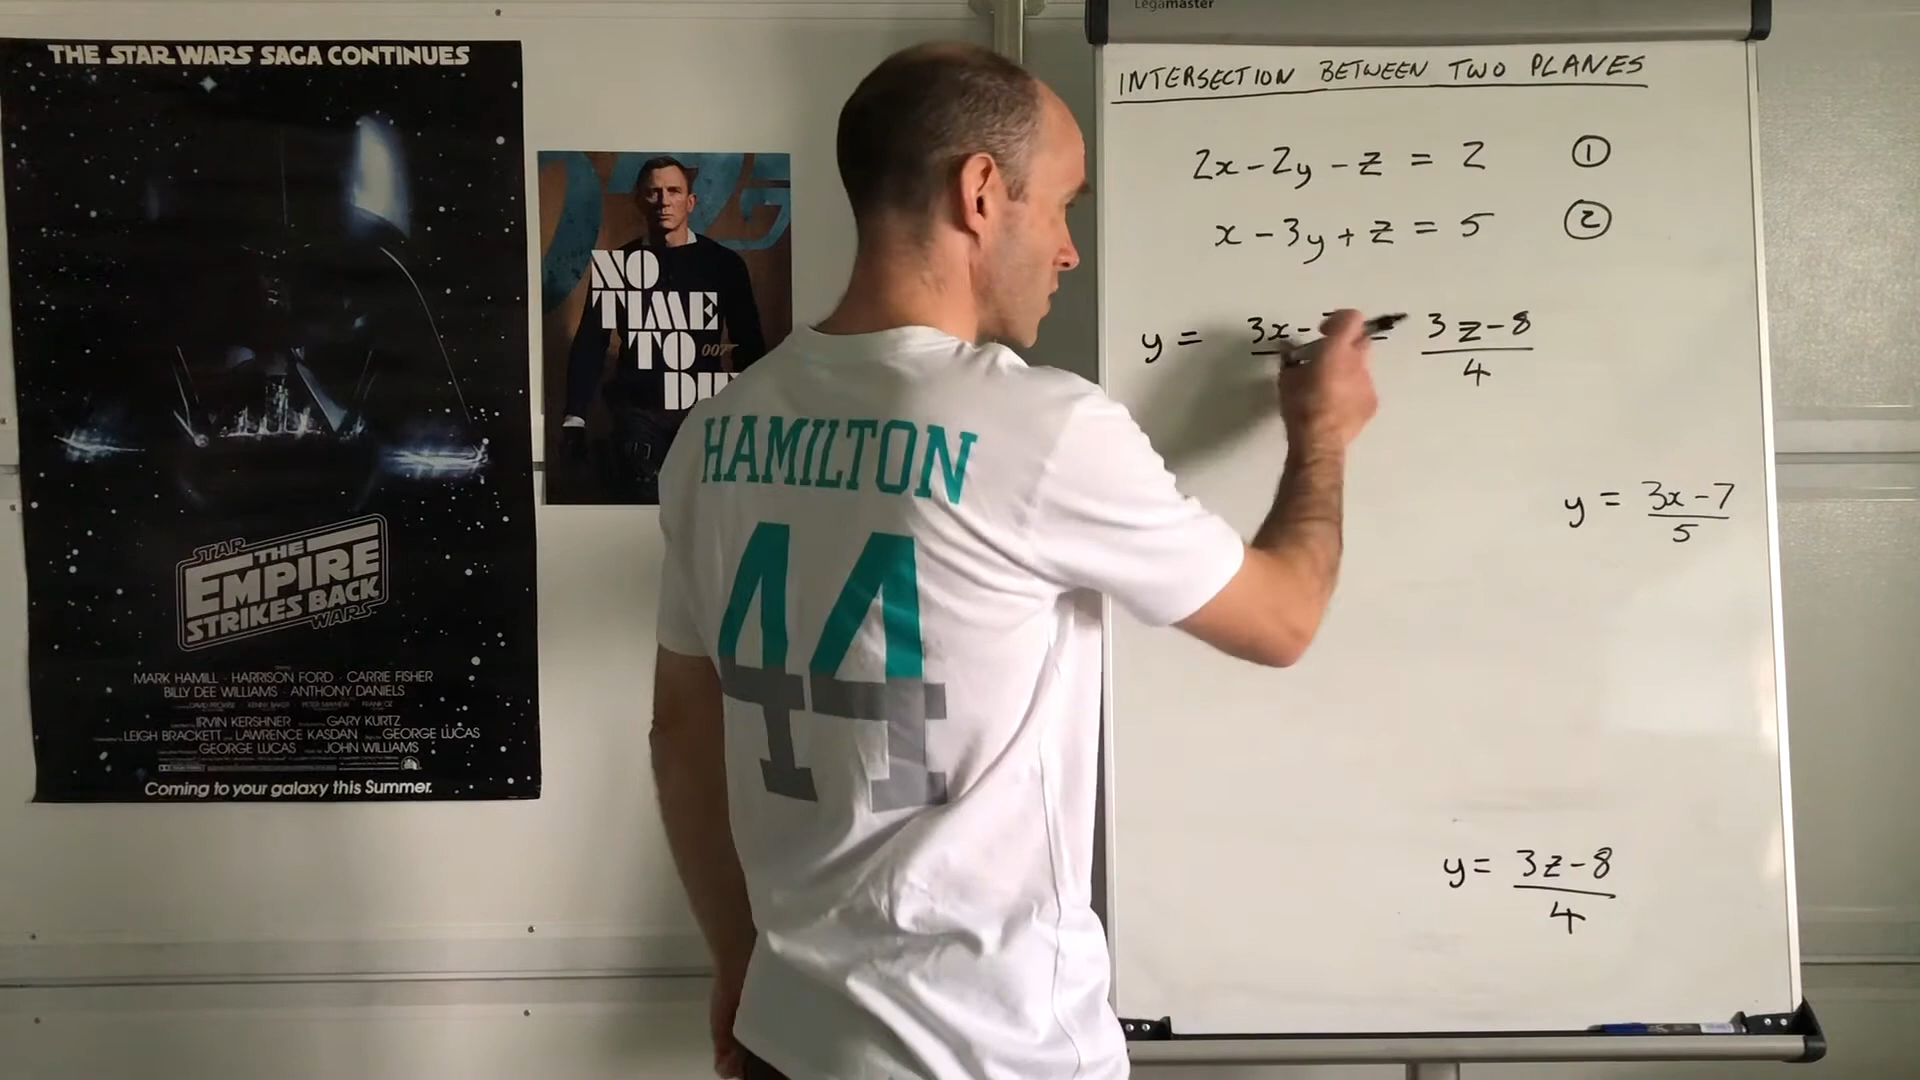 THE STAR WARS SAGA CONTINUES
STAR
THE
EMPIRE
STRIKES BACK
WARS
MARK HAMILL · HARRISON FORD · CARRIE FISHER
BILLY DEE WILLIAMS · ANTHONY DANIELS
IRVIN KERSHNER GARY KURTZ
LEIGH BRACKETT LAWRENCE KASDAN GEORGE LUCAS
GEORGE LUCAS JOHN WILLIAMS
Coming to your galaxy this Summer.
NO
TIME
TO 007
HAMILTON
44
Legamaster
INTERSECTION BETWEEN TWO PLANES
2x - 2y - z = 2 ①
x - 3y + z = 5 ②
y = 3x - = 3z - 8
4
y = 3x - 7
5
y = 3z - 8
4